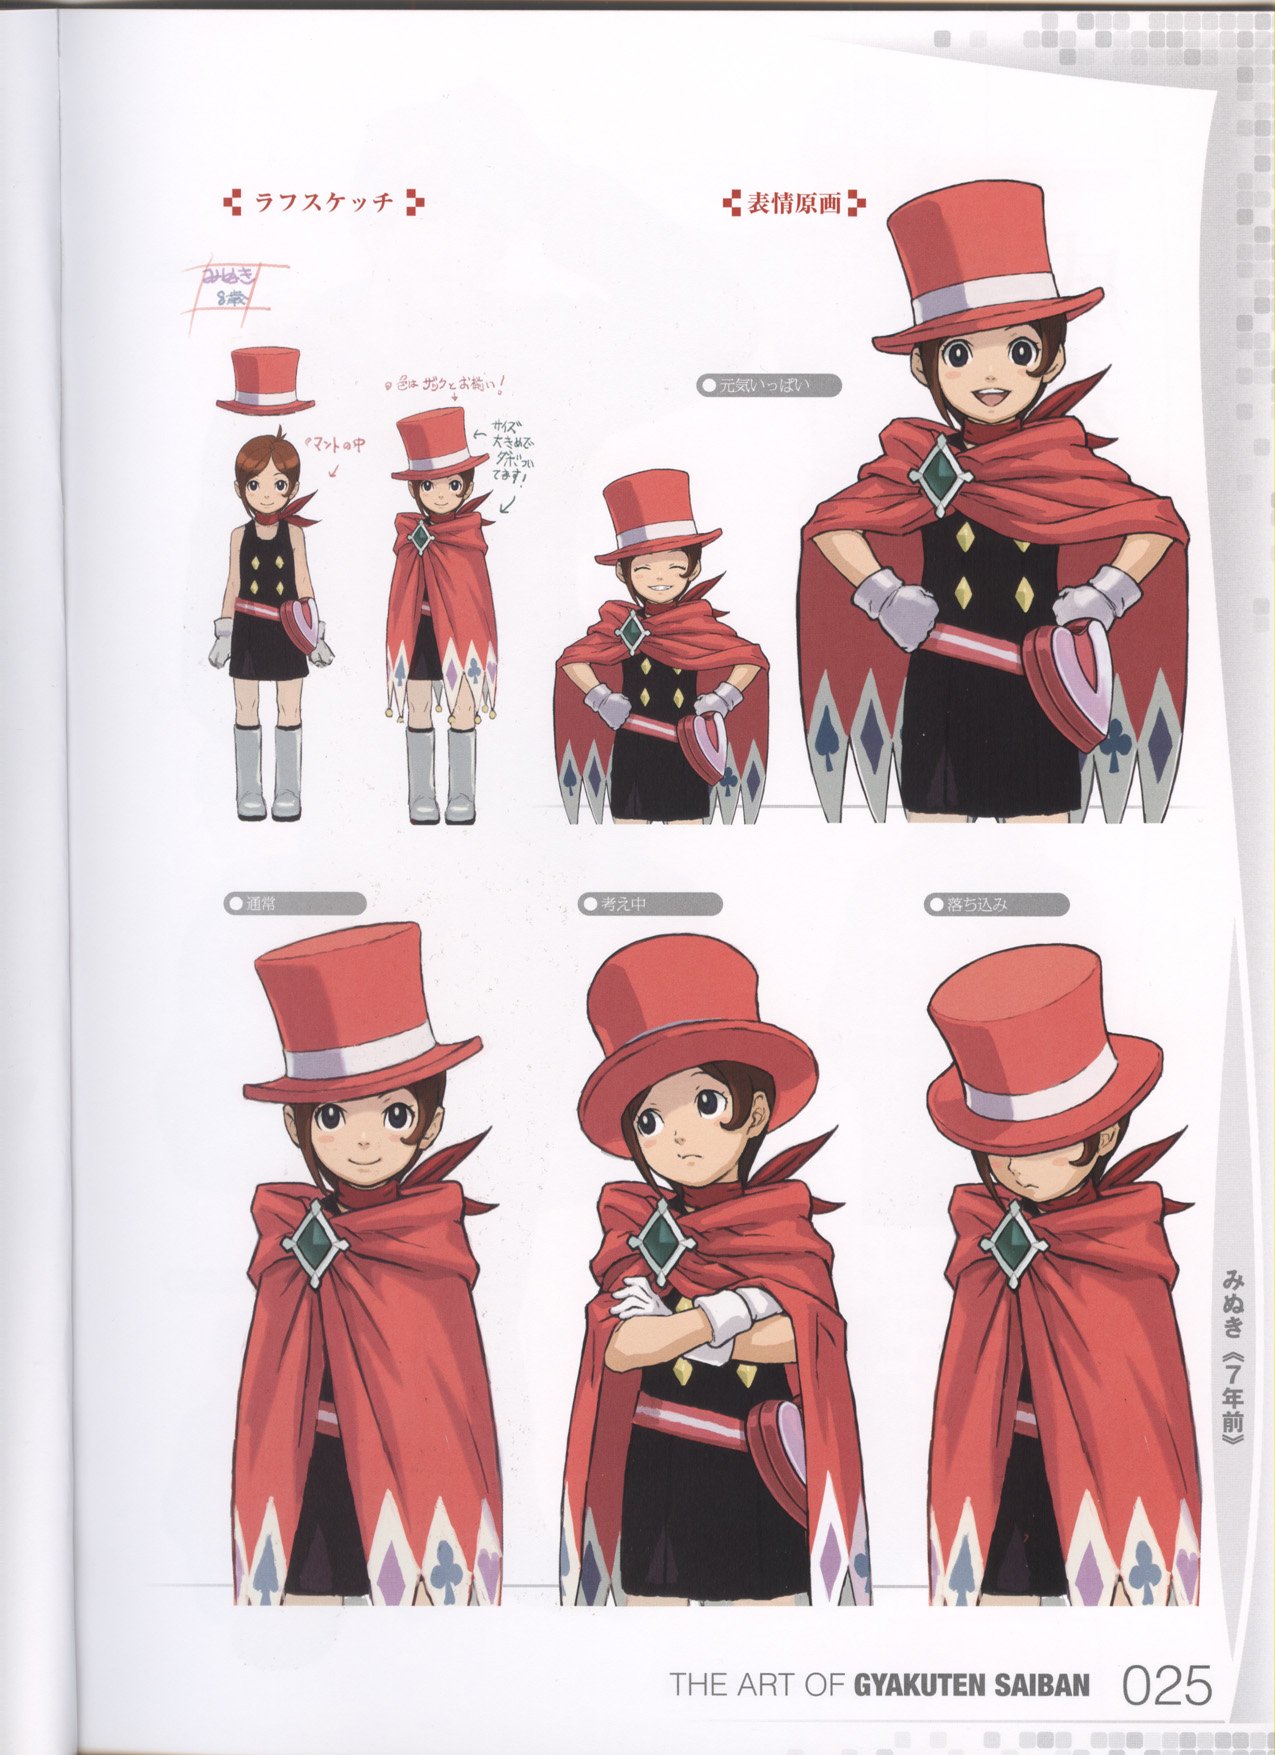 ラフスケッチ
表情原画
みぬき
8歳
色はザックとお揃い!
マントの中
サイズ
大きめで
ダボつい
てます!
元気いっぱい
通常
考え中
落ち込み
みぬき《7年前》
THE ART OF GYAKUTEN SAIBAN 025